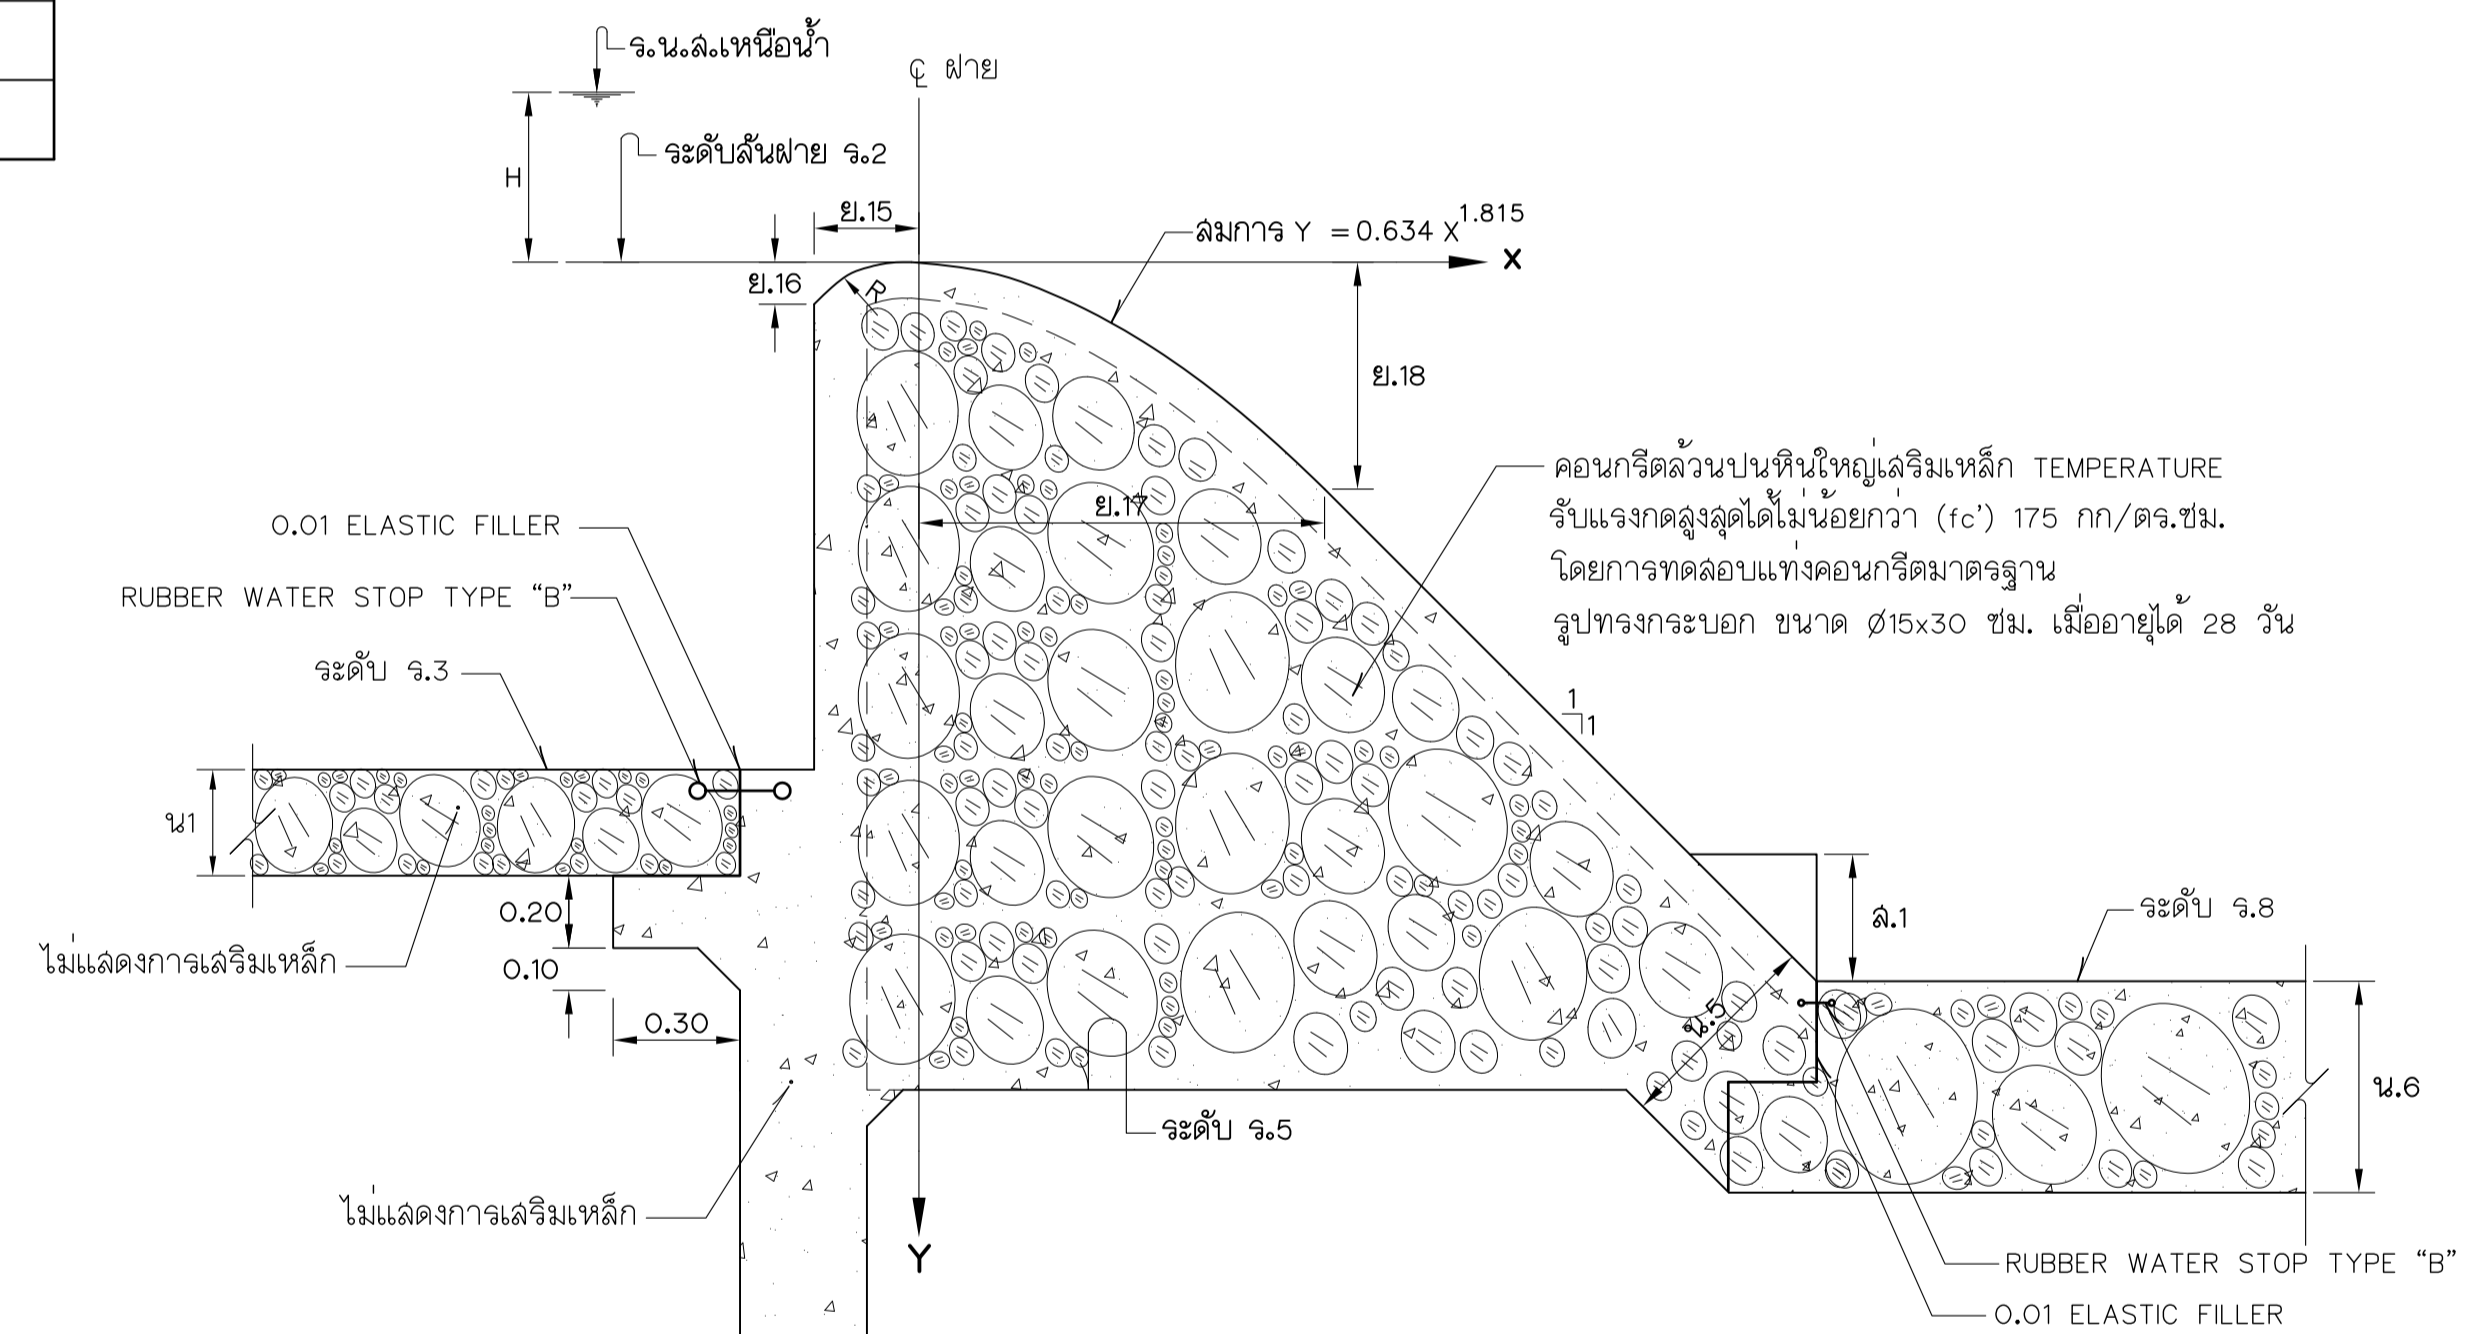 ร.น.ส.เหนือน้ำ
℄ ฝาย
ระดับสันฝาย ร.2
H
ย.15
สมการ Y = 0.634 X^1.815
X
ย.16
R
ย.18
คอนกรีตล้วนปนหินใหญ่เสริมเหล็ก TEMPERATURE
รับแรงกดสูงสุดได้ไม่น้อยกว่า (fc') 175 กก/ตร.ซม.
โดยการทดสอบแท่งคอนกรีตมาตรฐาน
รูปทรงกระบอก ขนาด Ø15x30 ซม. เมื่ออายุได้ 28 วัน
ย.17
0.01 ELASTIC FILLER
RUBBER WATER STOP TYPE "B"
ระดับ ร.3
1
1
น1
0.20
ส.1
ระดับ ร.8
ไม่แสดงการเสริมเหล็ก
0.10
0.30
น.5
น.6
ระดับ ร.5
ไม่แสดงการเสริมเหล็ก
Y
RUBBER WATER STOP TYPE "B"
0.01 ELASTIC FILLER